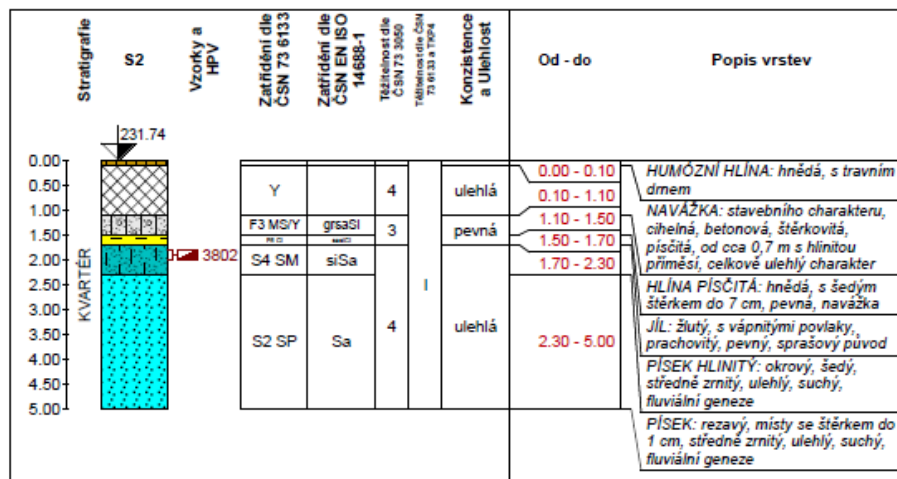 Stratigrafie
S2
Vzorky a
HPV
Zatřídění dle
ČSN 73 6133
Zatřídění dle
ČSN EN ISO
14688-1
Těžitelnost dle
ČSN 73 3050
Těžitelnost dle ČSN
73 6133 a TKP4
Konzistence
a Ulehlost
Od - do
Popis vrstev
231.74
0.00
0.50
1.00
1.50
2.00
2.50
3.00
3.50
4.00
4.50
5.00
KVARTÉR
3802
Y
F3 MS/Y
S4 SM
S2 SP
grsaSI
siSa
Sa
4
3
4
I
ulehlá
pevná
ulehlá
0.00 - 0.10
0.10 - 1.10
1.10 - 1.50
1.50 - 1.70
1.70 - 2.30
2.30 - 5.00
HUMÓZNÍ HLÍNA: hnědá, s travním
drnem
NAVÁŽKA: stavebního charakteru,
cihelná, betonová, štěrkovitá,
písčitá, od cca 0,7 m s hlinitou
příměsí, celkově ulehlý charakter
HLÍNA PÍSČITÁ: hnědá, s šedým
štěrkem do 7 cm, pevná, navážka
JÍL: žlutý, s vápnitými povlaky,
prachovitý, pevný, sprašový původ
PÍSEK HLINITÝ: okrový, šedý,
středně zrnitý, ulehlý, suchý,
fluviální geneze
PÍSEK: rezavý, místy se štěrkem do
1 cm, středně zrnitý, ulehlý, suchý,
fluviální geneze